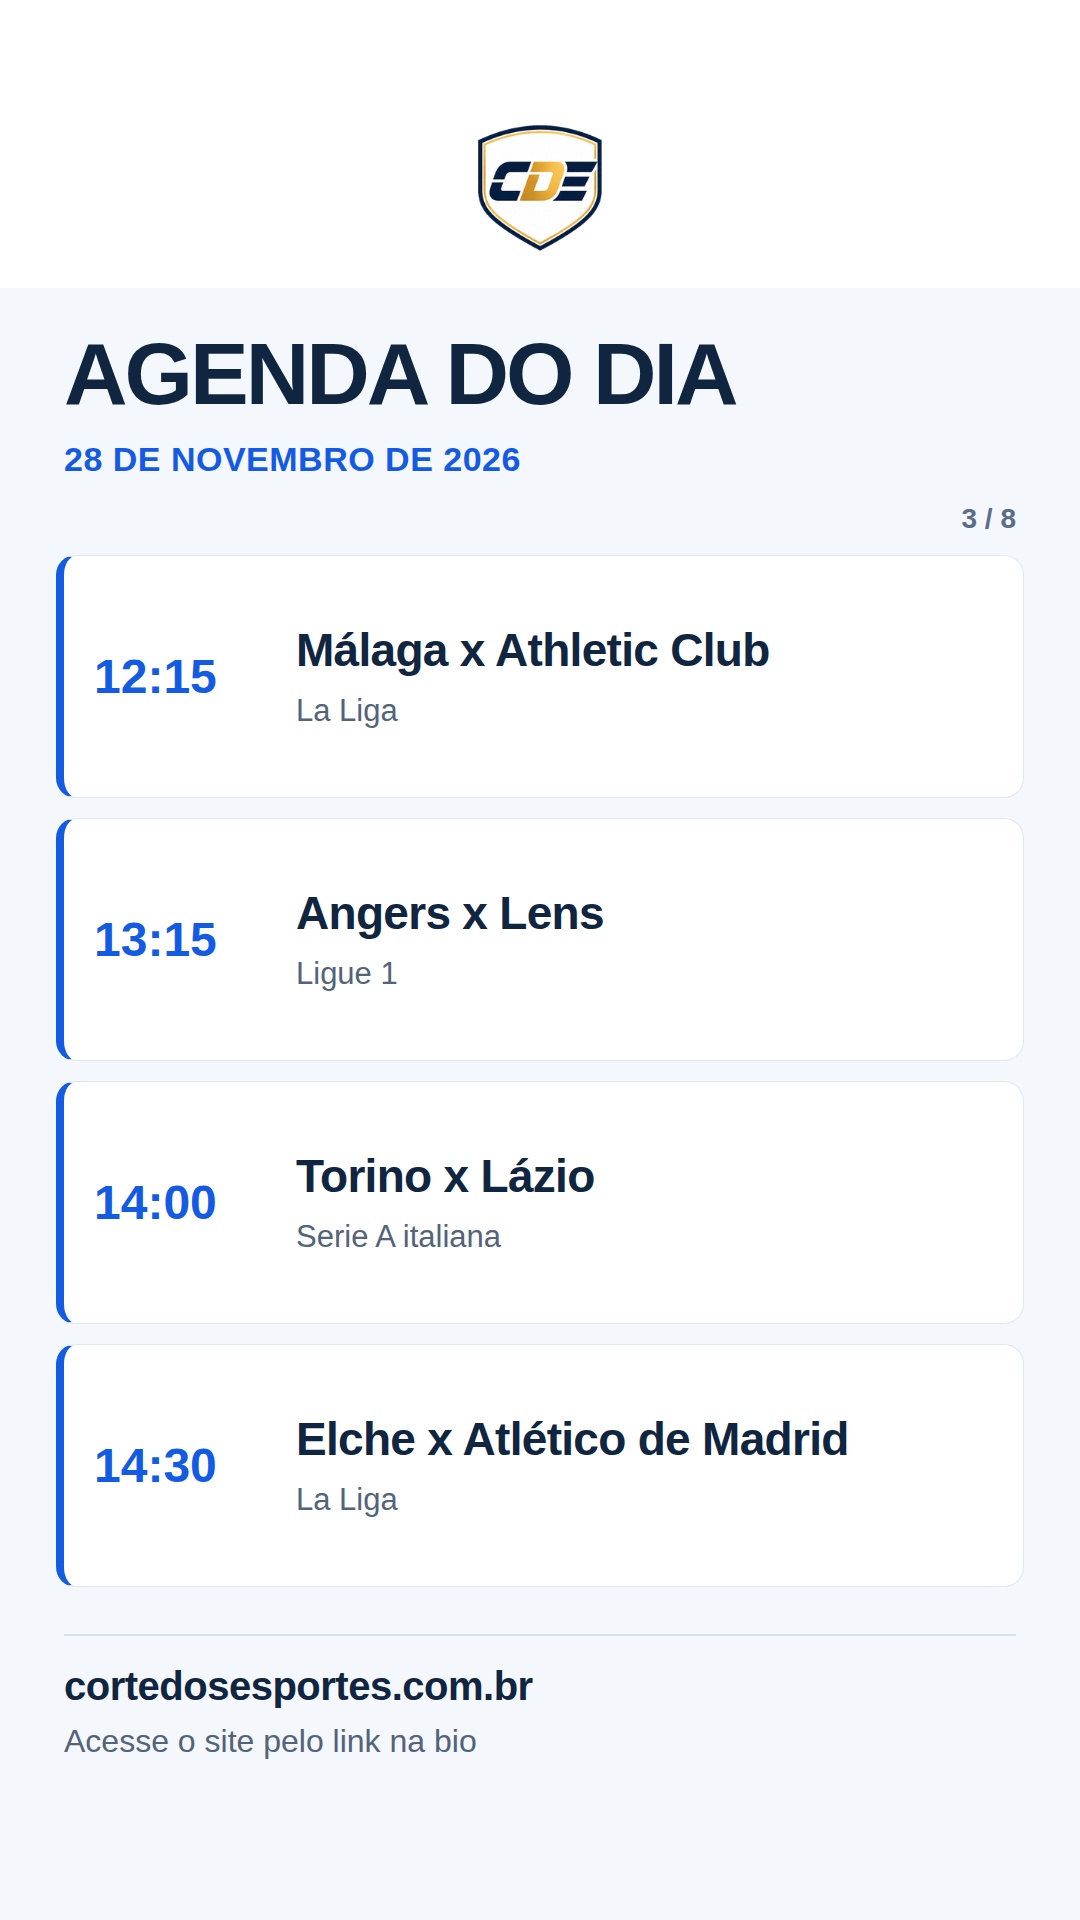 CDE
AGENDA DO DIA
28 DE NOVEMBRO DE 2026
3 / 8
12:15
Málaga x Athletic Club
La Liga
13:15
Angers x Lens
Ligue 1
14:00
Torino x Lázio
Serie A italiana
14:30
Elche x Atlético de Madrid
La Liga
cortedosesportes.com.br
Acesse o site pelo link na bio